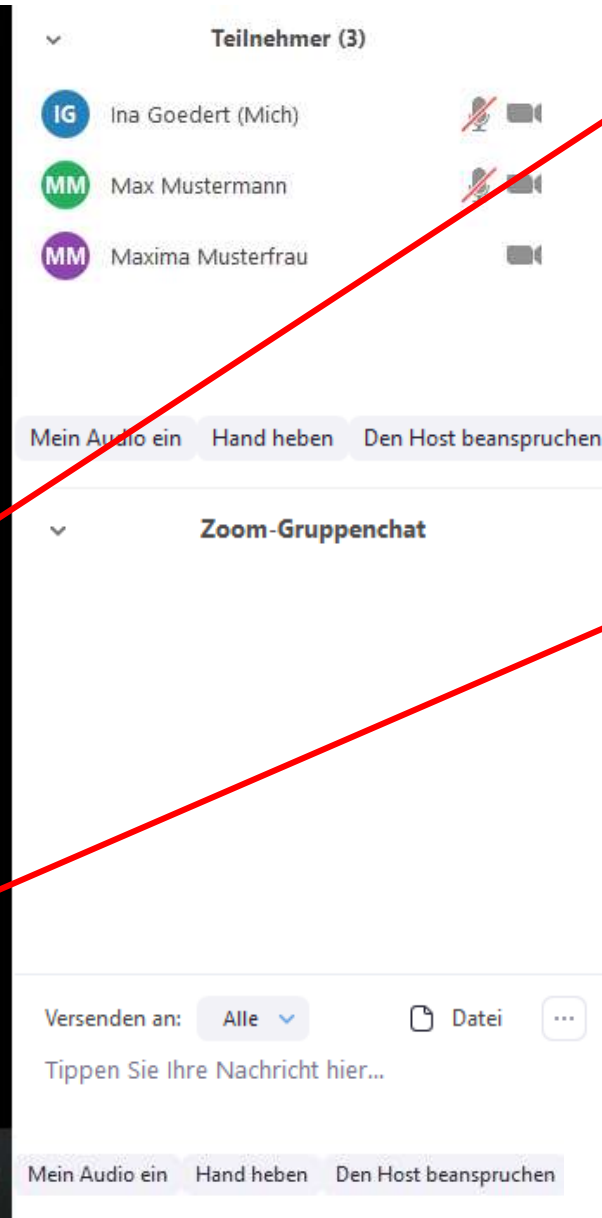 Teilnehmer (3)
IG Ina Goedert (Mich)
MM Max Mustermann
MM Maxima Musterfrau
Mein Audio ein Hand heben Den Host beanspruchen
Zoom-Gruppenchat
Versenden an: Alle Datei ...
Tippen Sie Ihre Nachricht hier...
Mein Audio ein Hand heben Den Host beanspruchen